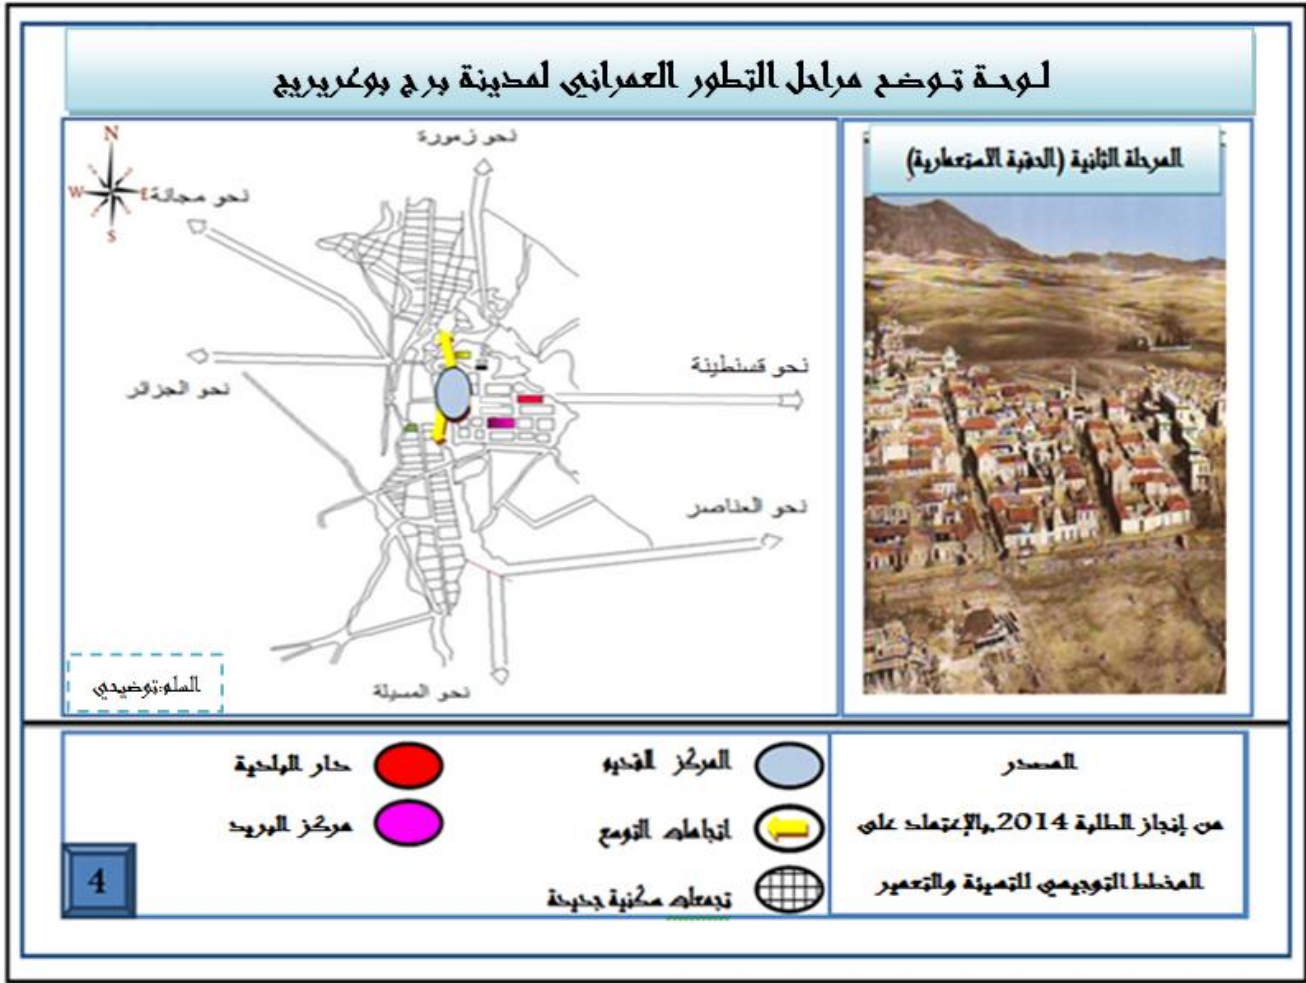 لوحة توضح مراحل التطور العمراني لمدينة برج بوعريريج
المرحلة الثانية (الحقبة الاستعمارية)
N
W
E
S
نحو زمورة
نحو مجانة
نحو الجزائر
نحو قسنطينة
نحو العناصر
نحو المسيلة
السلم:توضيحي
المركز القديم
اتجاهات التوسع
تجمعات سكنية جديدة
دار البلدية
مركز البريد
المصدر
من إنجاز الطلبة 2014.بالإعتماد على
المخطط التوجيهي للتهيئة والتعمير
4